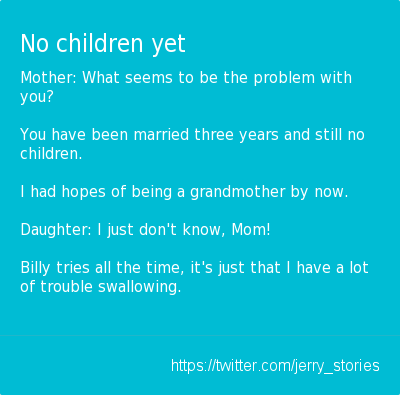 No children yet
Mother: What seems to be the problem with
you?
You have been married three years and still no
children.
I had hopes of being a grandmother by now.
Daughter: I just don't know, Mom!
Billy tries all the time, it's just that I have a lot
of trouble swallowing.
https://twitter.com/jerry_stories